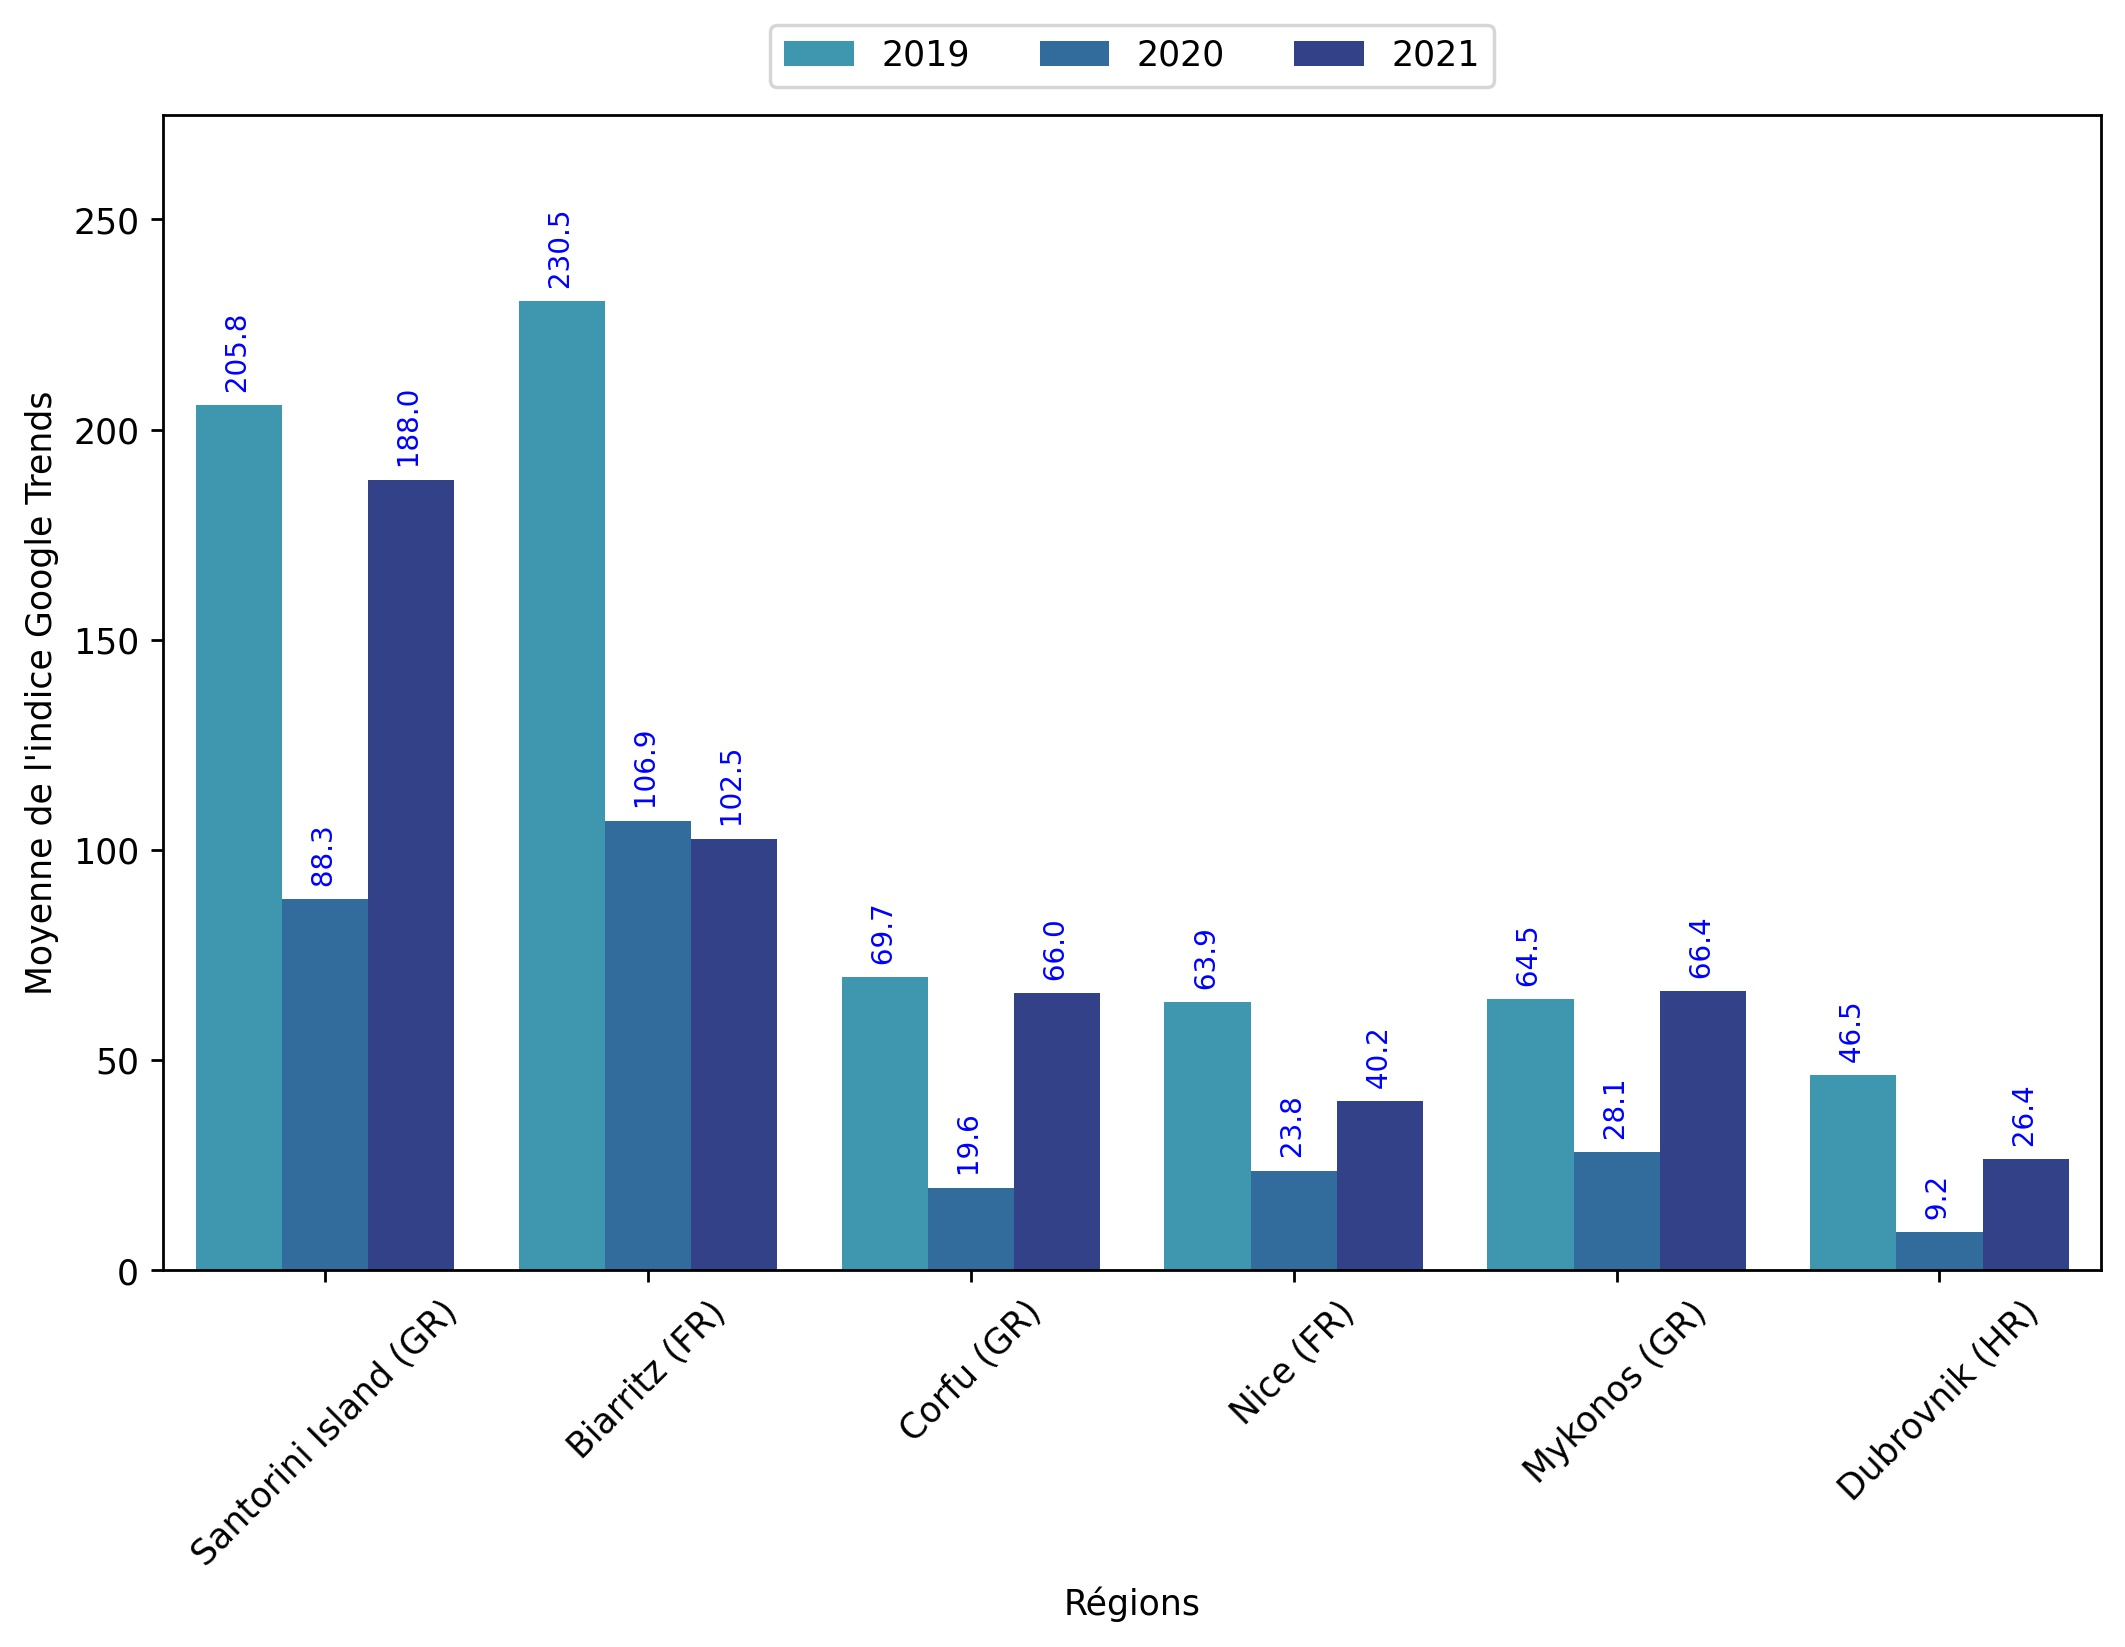 2019 2020 2021
Moyenne de l'indice Google Trends
250
200
150
100
50
0
205.8 88.3 188.0
230.5 106.9 102.5
69.7 19.6 66.0
63.9 23.8 40.2
64.5 28.1 66.4
46.5 9.2 26.4
Santorini Island (GR)
Biarritz (FR)
Corfu (GR)
Nice (FR)
Mykonos (GR)
Dubrovnik (HR)
Régions